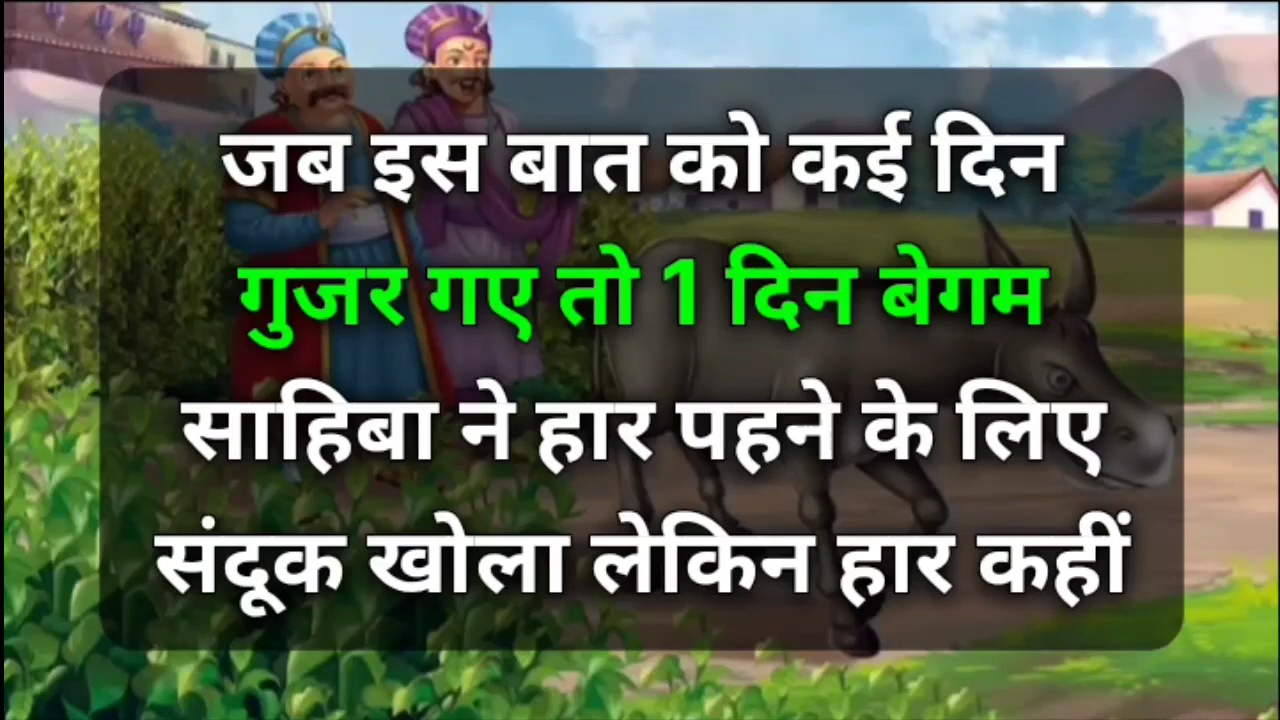 जब इस बात को कई दिन
गुजर गए तो 1 दिन बेगम
साहिबा ने हार पहने के लिए
संदूक खोला लेकिन हार कहीं